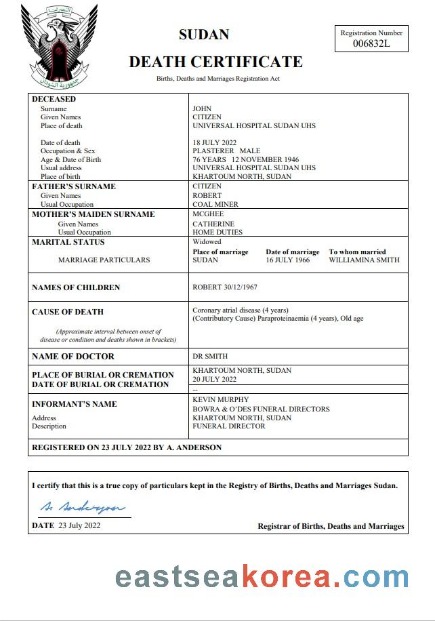 SUDAN
Registration Number
006832L
DEATH CERTIFICATE
Births, Deaths and Marriages Registration Act
DECEASED
Surname JOHN
Given Names CITIZEN
Place of death UNIVERSAL HOSPITAL SUDAN UHS
Date of death 18 JULY 2022
Occupation & Sex PLASTERER MALE
Age & Date of Birth 76 YEARS 12 NOVEMBER 1946
Usual address UNIVERSAL HOSPITAL SUDAN UHS
Place of birth KHARTOUM NORTH, SUDAN
FATHER'S SURNAME CITIZEN
Given Names ROBERT
Usual Occupation COAL MINER
MOTHER'S MAIDEN SURNAME MCGHEE
Given Names CATHERINE
Usual Occupation HOME DUTIES
MARITAL STATUS Widowed
Place of marriage Date of marriage To whom married
MARRIAGE PARTICULARS SUDAN 16 JULY 1966 WILLIAMINA SMITH
NAMES OF CHILDREN ROBERT 30/12/1967
CAUSE OF DEATH Coronary atrial disease (4 years)
(Contributory Cause) Paraproteinaemia (4 years), Old age
(Approximate interval between onset of
disease or condition and deaths shown in brackets)
NAME OF DOCTOR DR SMITH
PLACE OF BURIAL OR CREMATION KHARTOUM NORTH, SUDAN
DATE OF BURIAL OR CREMATION 20 JULY 2022
--
INFORMANT'S NAME KEVIN MURPHY
BOWRA & O'DES FUNERAL DIRECTORS
Address KHARTOUM NORTH, SUDAN
Description FUNERAL DIRECTOR
REGISTERED ON 23 JULY 2022 BY A. ANDERSON
I certify that this is a true copy of particulars kept in the Registry of Births, Deaths and Marriages Sudan.
A. Anderson
DATE 23 July 2022 Registrar of Births, Deaths and Marriages
eastseakorea.com